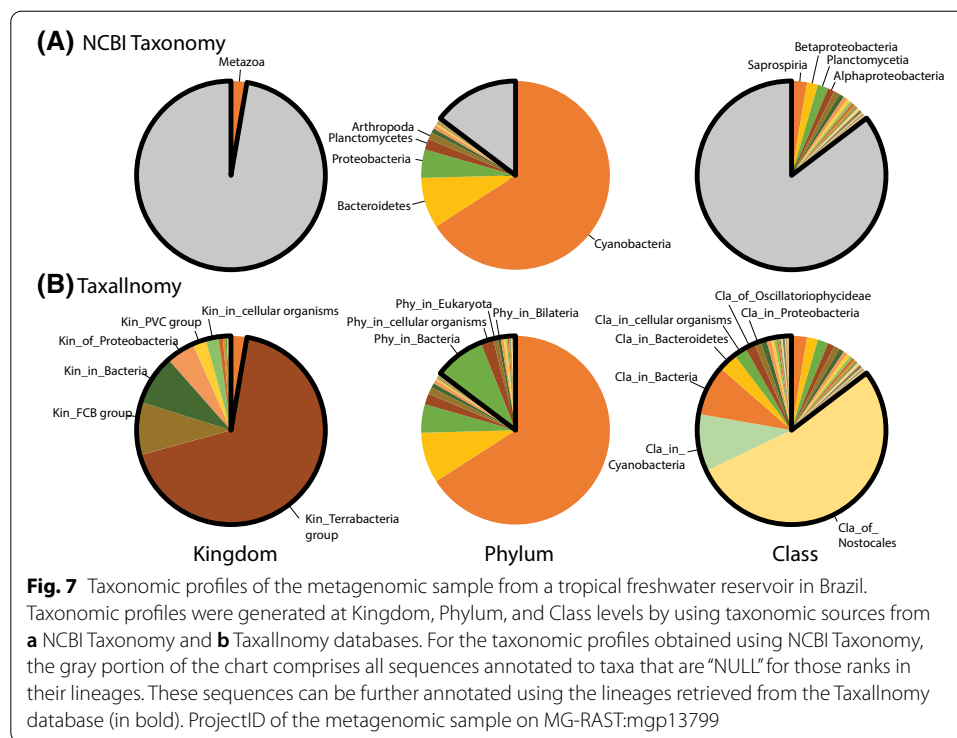 (A) NCBI Taxonomy
Metazoa
Arthropoda
Planctomycetes
Proteobacteria
Bacteroidetes
Cyanobacteria
Betaproteobacteria
Planctomycetia
Saprospiria
Alphaproteobacteria
(B) Taxallnomy
Kin_in_cellular organisms
Kin_PVC group
Kin_of_Proteobacteria
Kin_in_Bacteria
Kin_FCB group
Kin_Terrabacteria
group
Kingdom
Phy_in_Eukaryota
Phy_in_Bilateria
Phy_in_cellular organisms
Phy_in_Bacteria
Phylum
Cla_of_Oscillatoriophycideae
Cla_in_Proteobacteria
Cla_in_cellular organisms
Cla_in_Bacteroidetes
Cla_in_Bacteria
Cla_in_
Cyanobacteria
Cla_of_
Nostocales
Class
Fig. 7 Taxonomic profiles of the metagenomic sample from a tropical freshwater reservoir in Brazil.
Taxonomic profiles were generated at Kingdom, Phylum, and Class levels by using taxonomic sources from
a NCBI Taxonomy and b Taxallnomy databases. For the taxonomic profiles obtained using NCBI Taxonomy,
the gray portion of the chart comprises all sequences annotated to taxa that are “NULL” for those ranks in
their lineages. These sequences can be further annotated using the lineages retrieved from the Taxallnomy
database (in bold). ProjectID of the metagenomic sample on MG-RAST:mgp13799